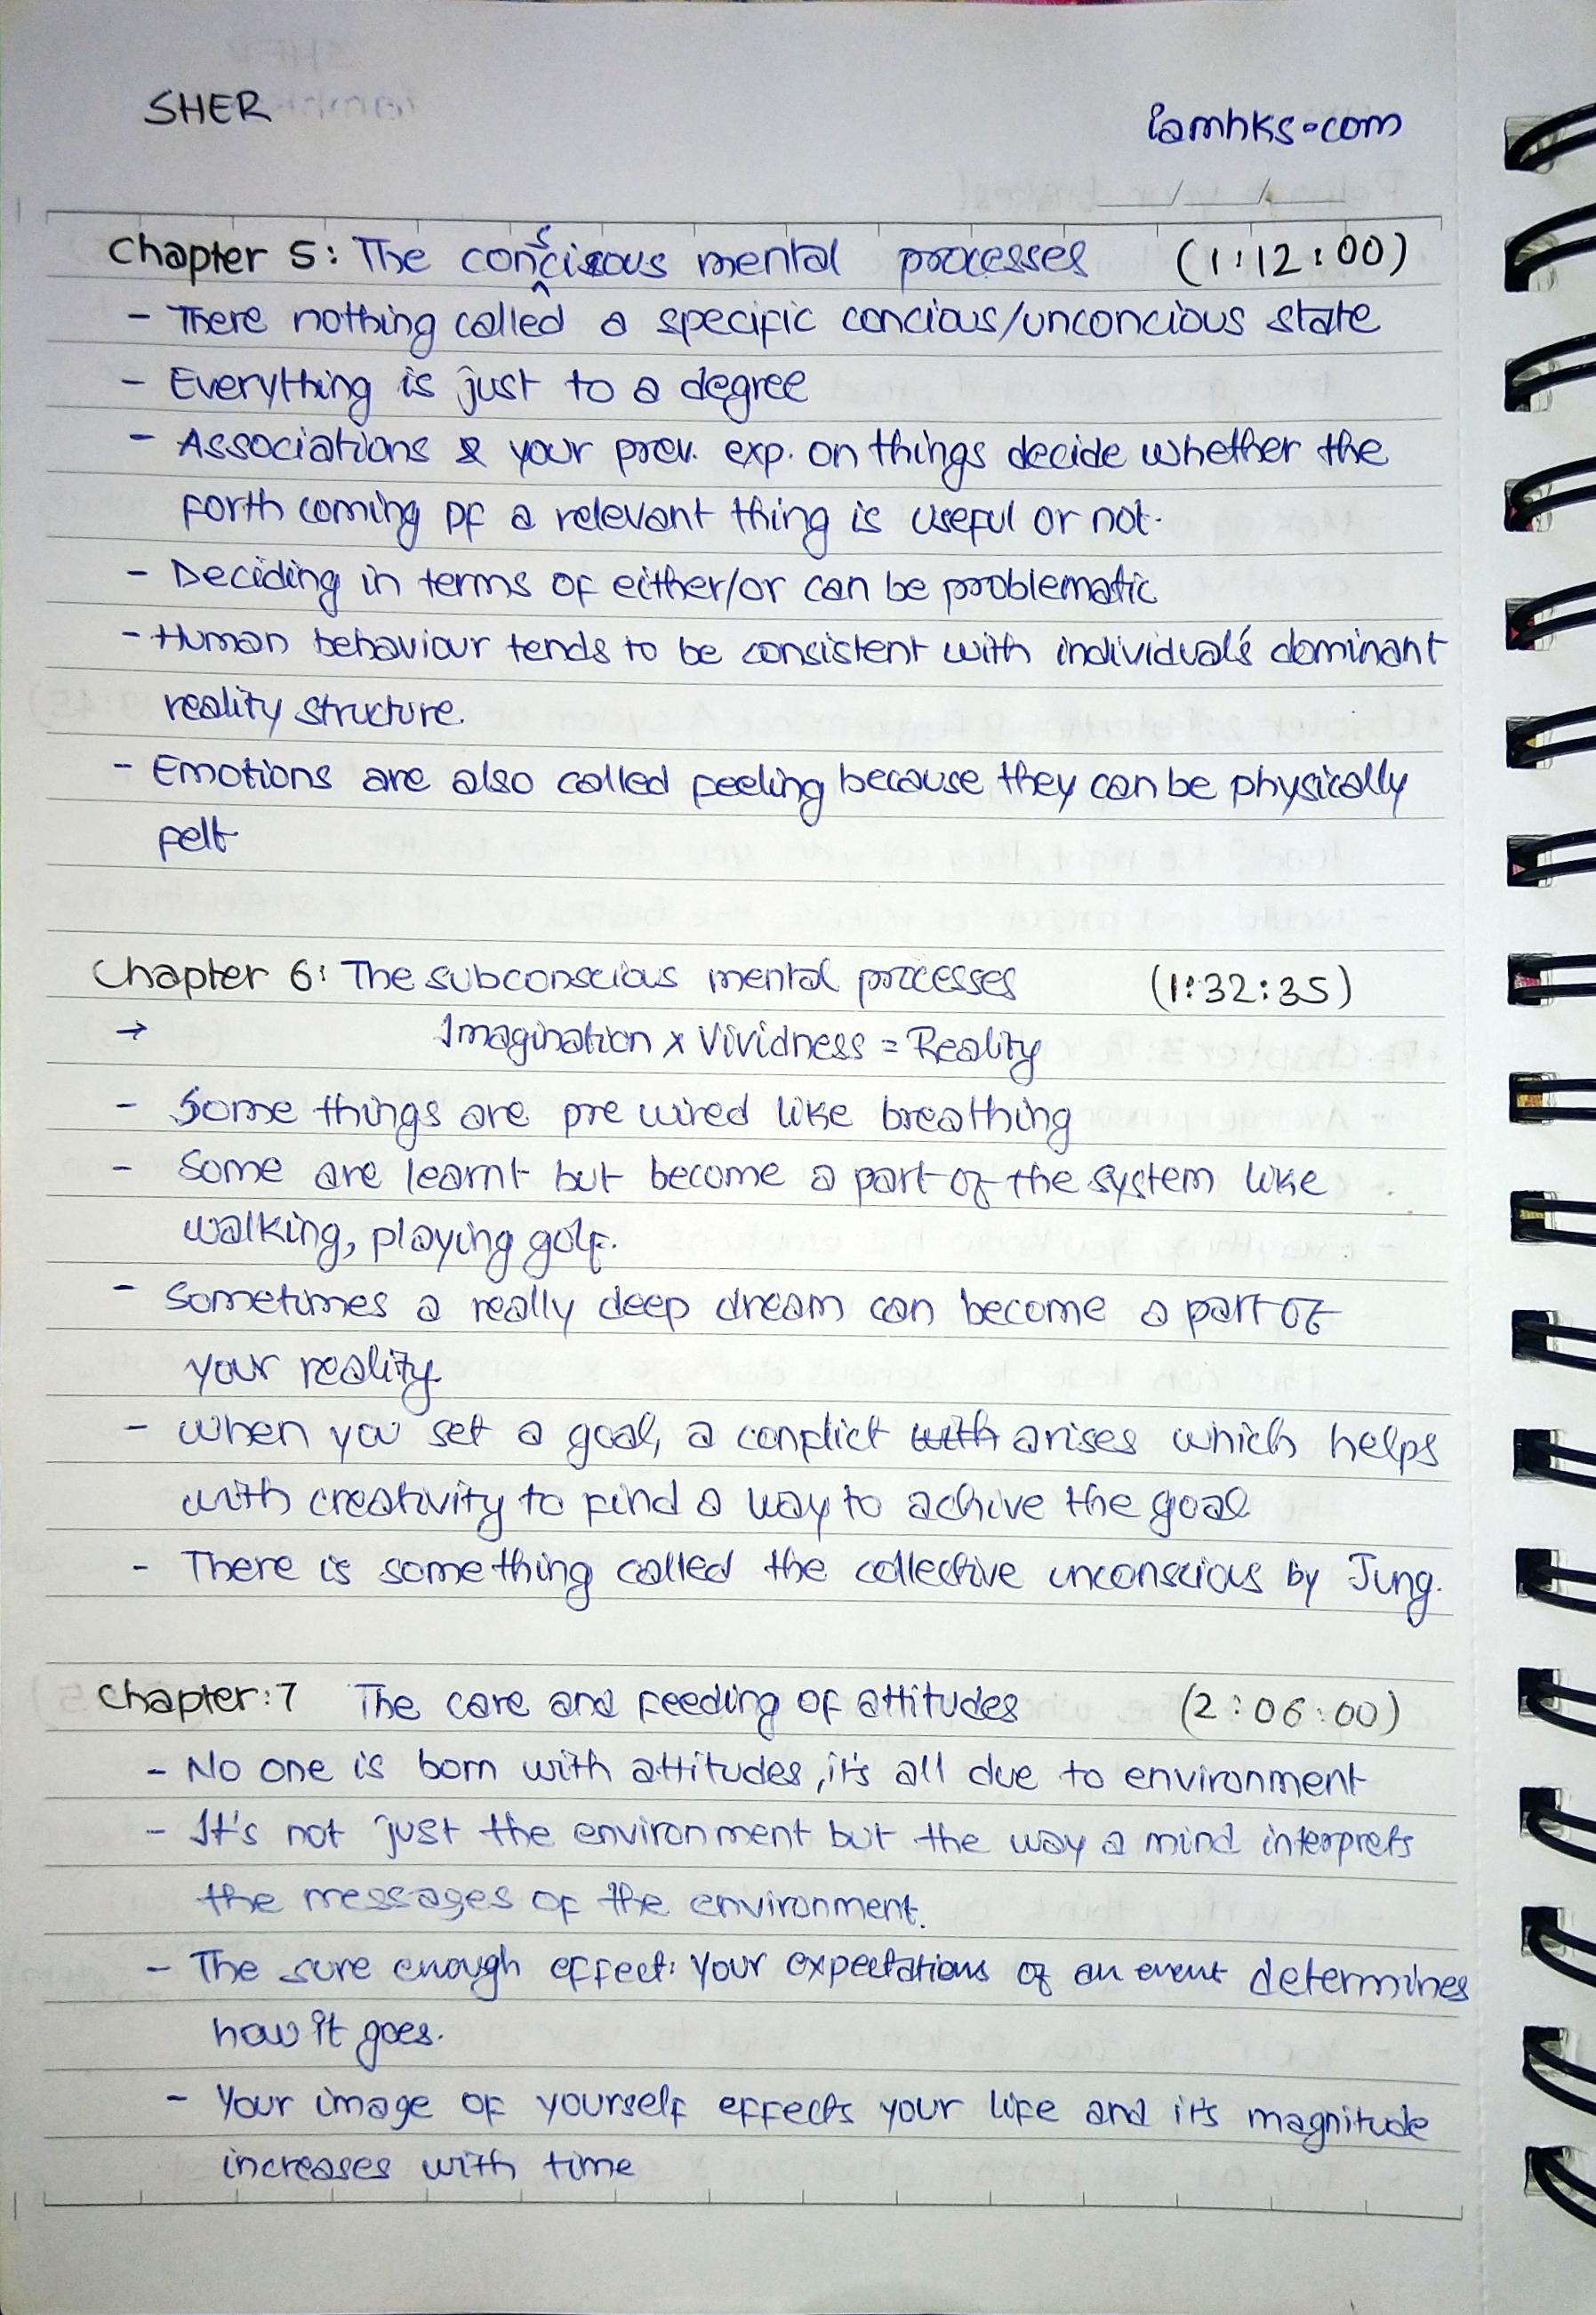 SHER
iamhks.com
Chapter 5: The conscious mental processes (1:12:00)
- There nothing called a specific concious/unconcious state
- Everything is just to a degree
- Associations & your prev. exp. on things decide whether the
forth coming of a relevant thing is useful or not.
- Deciding in terms of either/or can be problematic
- Human behaviour tends to be consistent with individual's dominant
reality structure.
- Emotions are also called feeling because they can be physically
felt
Chapter 6: The subconscious mental processes (1:32:35)
→ Imagination x Vividness = Reality
- Some things are pre wired like breathing
- Some are learnt but become a part of the system like
walking, playing golf.
- Sometimes a really deep dream can become a part of
your reality.
- When you set a goal, a conflict with arises which helps
with creativity to find a way to achive the goal
- There is something called the collective unconscious by Jung.
Chapter:7 The care and feeding of attitudes (2:06:00)
- No one is born with attitudes, it's all due to environment
- It's not just the environment but the way a mind interprets
the messages of the environment.
- The sure enough effect: Your expectations of an event determines
how it goes.
- Your image of yourself effects your life and it's magnitude
increases with time